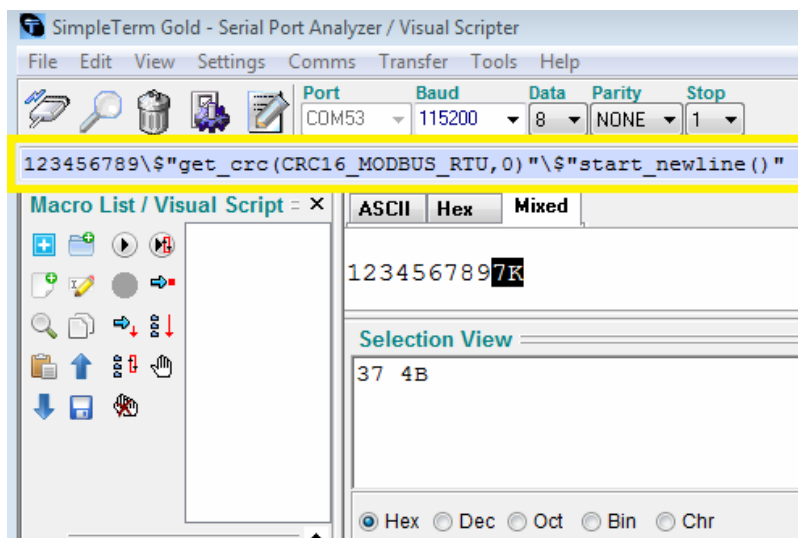 SimpleTerm Gold - Serial Port Analyzer / Visual Scripter
File Edit View Settings Comms Transfer Tools Help
Port Baud Data Parity Stop
COM53 115200 8 NONE 1
123456789\$"get_crc(CRC16_MODBUS_RTU,0)"\$"start_newline()"
Macro List / Visual Script
ASCII Hex Mixed
1234567897K
Selection View
37 4B
Hex Dec Oct Bin Chr